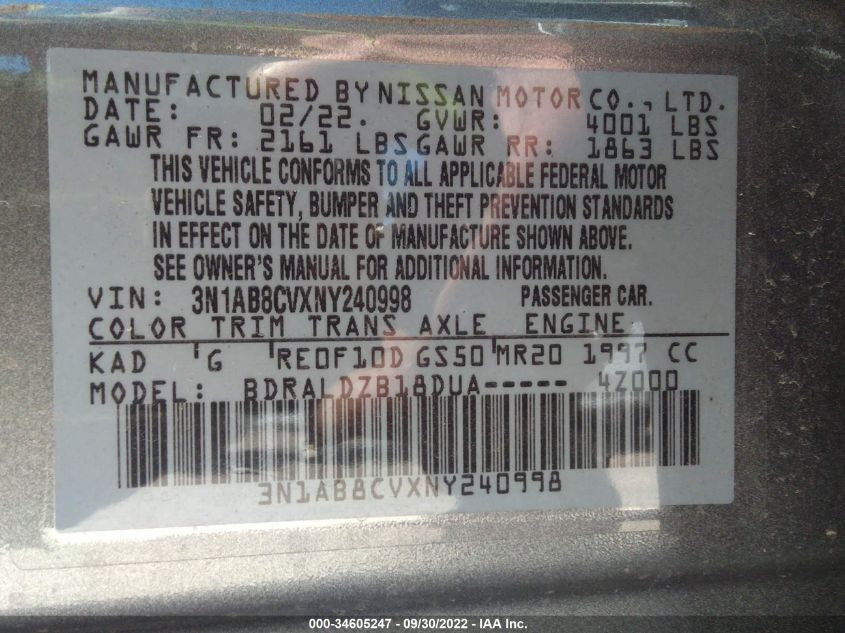 MANUFACTURED BY NISSAN MOTOR CO., LTD.
DATE: 02/22. GVWR: 4001 LBS
GAWR FR: 2161 LBS GAWR RR: 1863 LBS
THIS VEHICLE CONFORMS TO ALL APPLICABLE FEDERAL MOTOR
VEHICLE SAFETY, BUMPER AND THEFT PREVENTION STANDARDS
IN EFFECT ON THE DATE OF MANUFACTURE SHOWN ABOVE.
SEE OWNER'S MANUAL FOR ADDITIONAL INFORMATION.
VIN: 3N1AB8CVXNY240998 PASSENGER CAR.
COLOR TRIM TRANS AXLE ENGINE
KAD G RE0F10D GS50 MR20 1997 CC
MODEL: BDRALDZB18DUA----- 4Z000
3N1AB8CVXNY240998
000-34605247 - 09/30/2022 - IAA Inc.